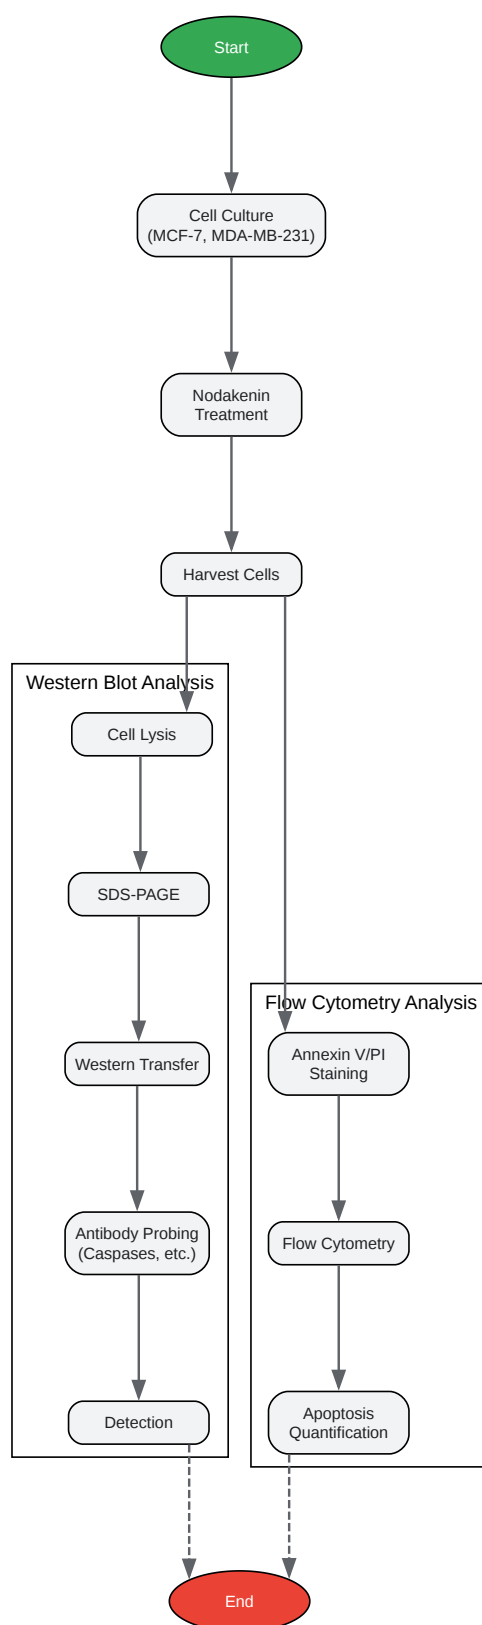 Start
Cell Culture
(MCF-7, MDA-MB-231)
Nodakenin
Treatment
Harvest Cells
Western Blot Analysis
Cell Lysis
SDS-PAGE
Western Transfer
Antibody Probing
(Caspases, etc.)
Detection
Flow Cytometry Analysis
Annexin V/PI
Staining
Flow Cytometry
Apoptosis
Quantification
End